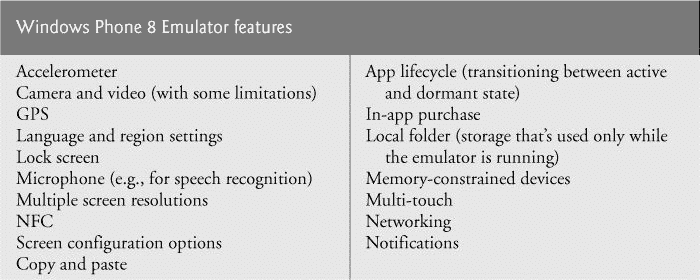 Windows Phone 8 Emulator features
Accelerometer
Camera and video (with some limitations)
GPS
Language and region settings
Lock screen
Microphone (e.g., for speech recognition)
Multiple screen resolutions
NFC
Screen configuration options
Copy and paste
App lifecycle (transitioning between active
and dormant state)
In-app purchase
Local folder (storage that’s used only while
the emulator is running)
Memory-constrained devices
Multi-touch
Networking
Notifications